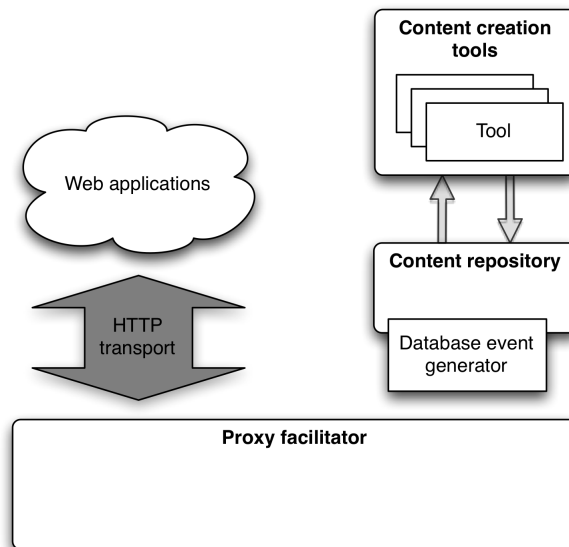 Content creation
tools
Tool
Web applications
Content repository
HTTP
transport
Database event
generator
Proxy facilitator